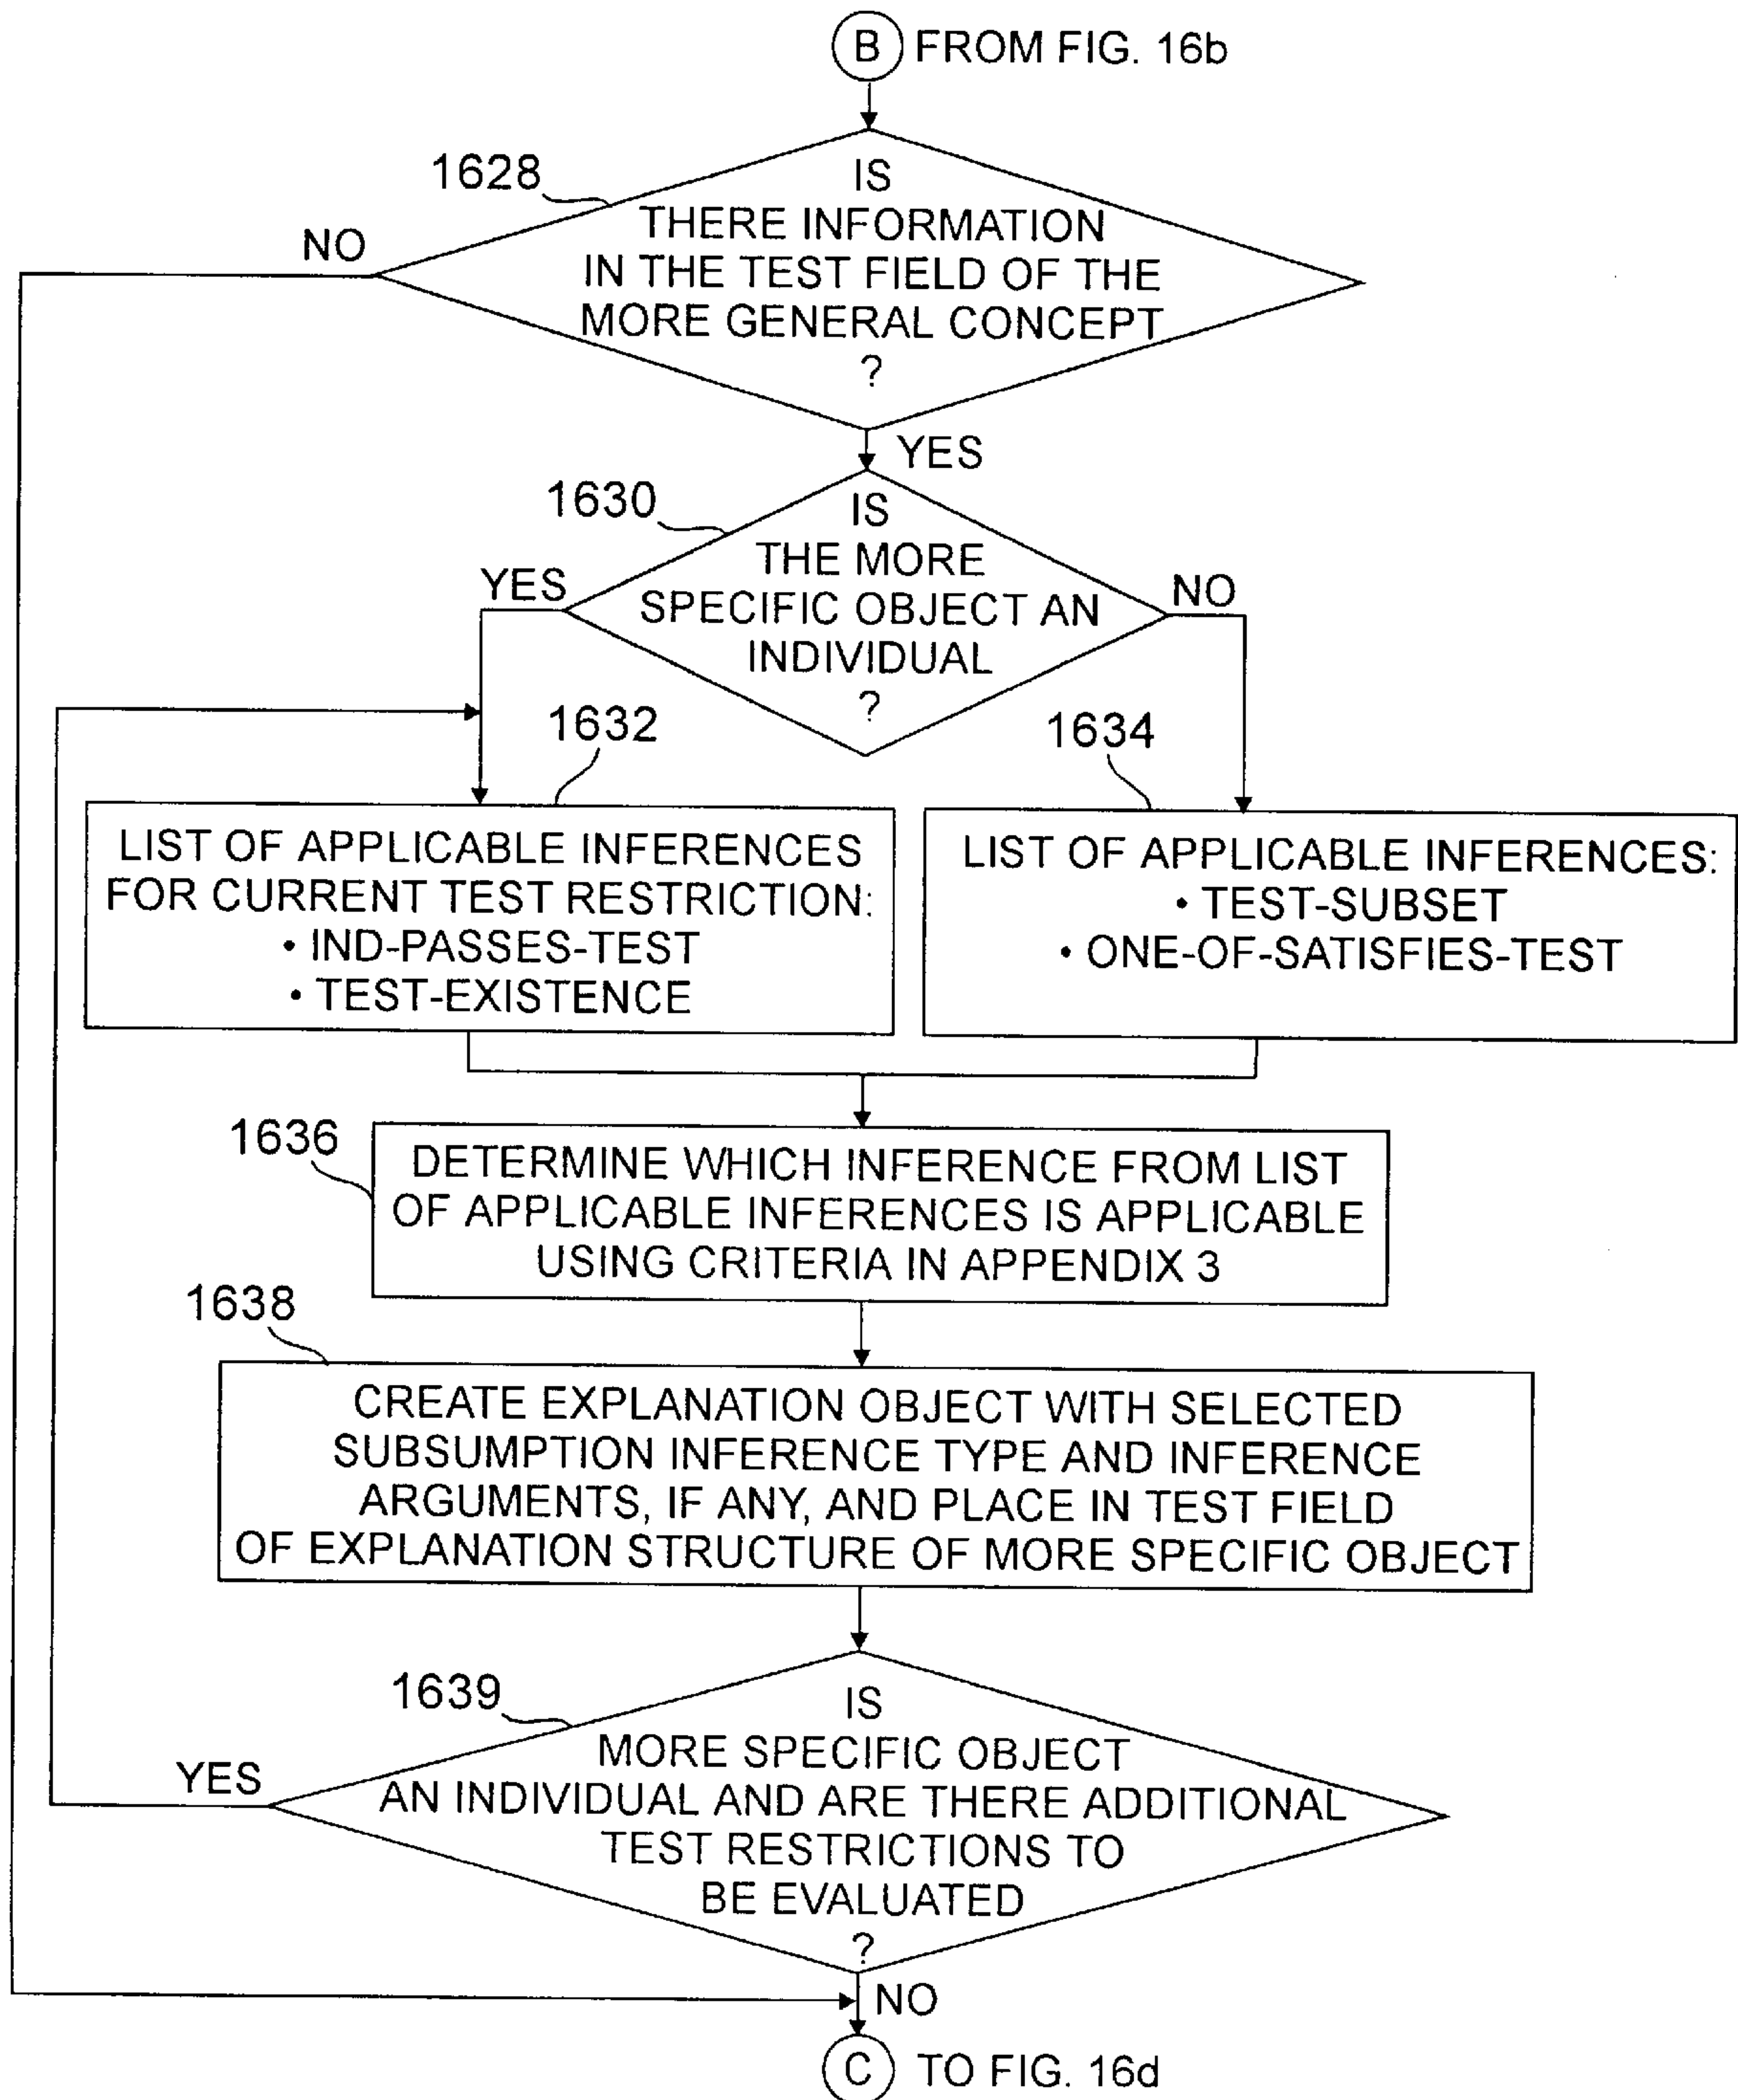 B FROM FIG. 16b
1628
IS
THERE INFORMATION
IN THE TEST FIELD OF THE
MORE GENERAL CONCEPT
?
NO
YES
1630
IS
THE MORE
SPECIFIC OBJECT AN
INDIVIDUAL
?
YES
NO
1632
LIST OF APPLICABLE INFERENCES
FOR CURRENT TEST RESTRICTION:
• IND-PASSES-TEST
• TEST-EXISTENCE
1634
LIST OF APPLICABLE INFERENCES:
• TEST-SUBSET
• ONE-OF-SATISFIES-TEST
1636
DETERMINE WHICH INFERENCE FROM LIST
OF APPLICABLE INFERENCES IS APPLICABLE
USING CRITERIA IN APPENDIX 3
1638
CREATE EXPLANATION OBJECT WITH SELECTED
SUBSUMPTION INFERENCE TYPE AND INFERENCE
ARGUMENTS, IF ANY, AND PLACE IN TEST FIELD
OF EXPLANATION STRUCTURE OF MORE SPECIFIC OBJECT
1639
IS
MORE SPECIFIC OBJECT
AN INDIVIDUAL AND ARE THERE ADDITIONAL
TEST RESTRICTIONS TO
BE EVALUATED
?
YES
NO
C TO FIG. 16d